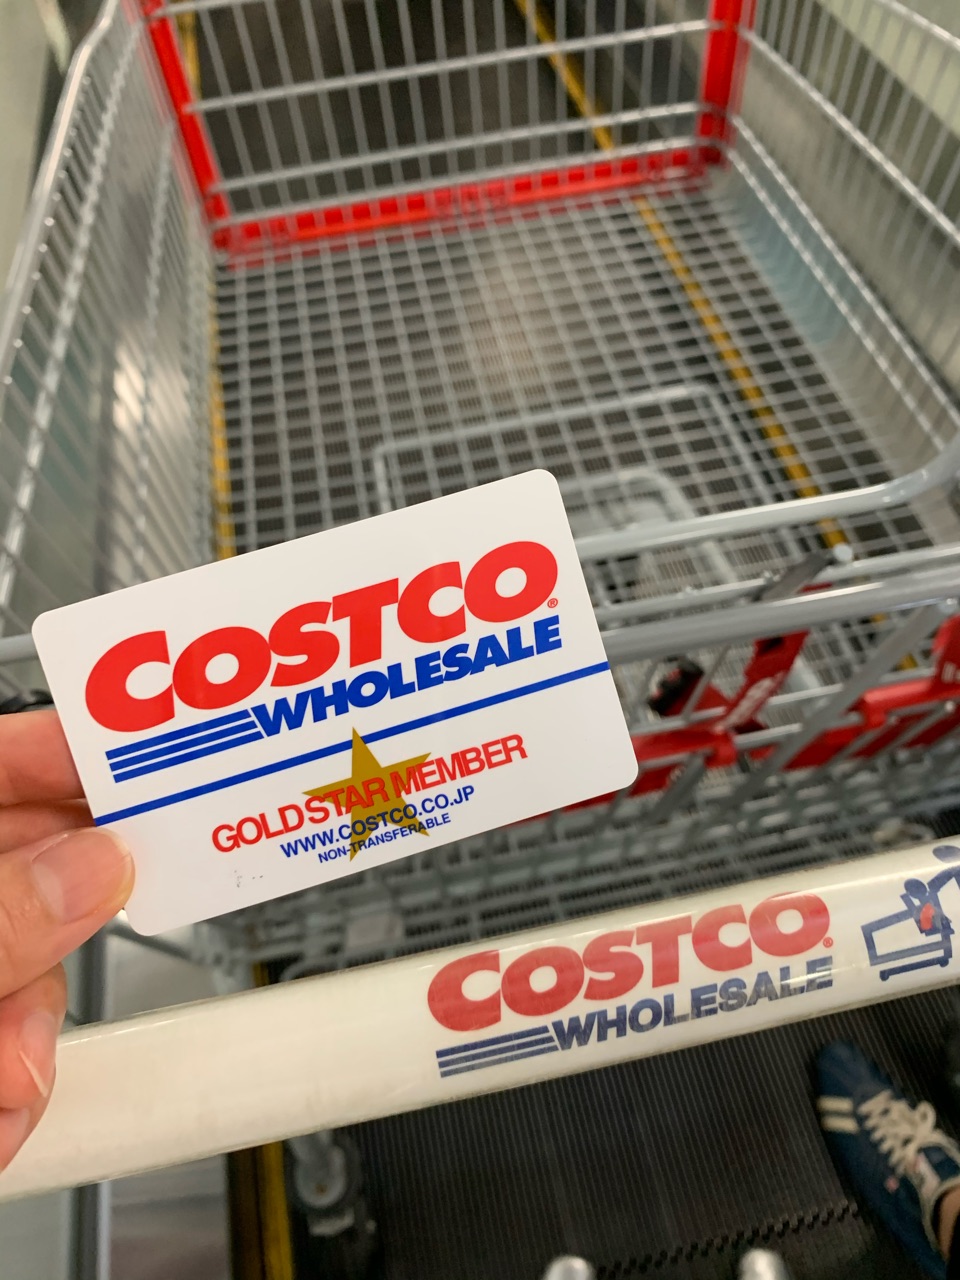 COSTCO®
WHOLESALE
GOLD STAR MEMBER
WWW.COSTCO.CO.JP
NON-TRANSFERABLE
COSTCO®
WHOLESALE